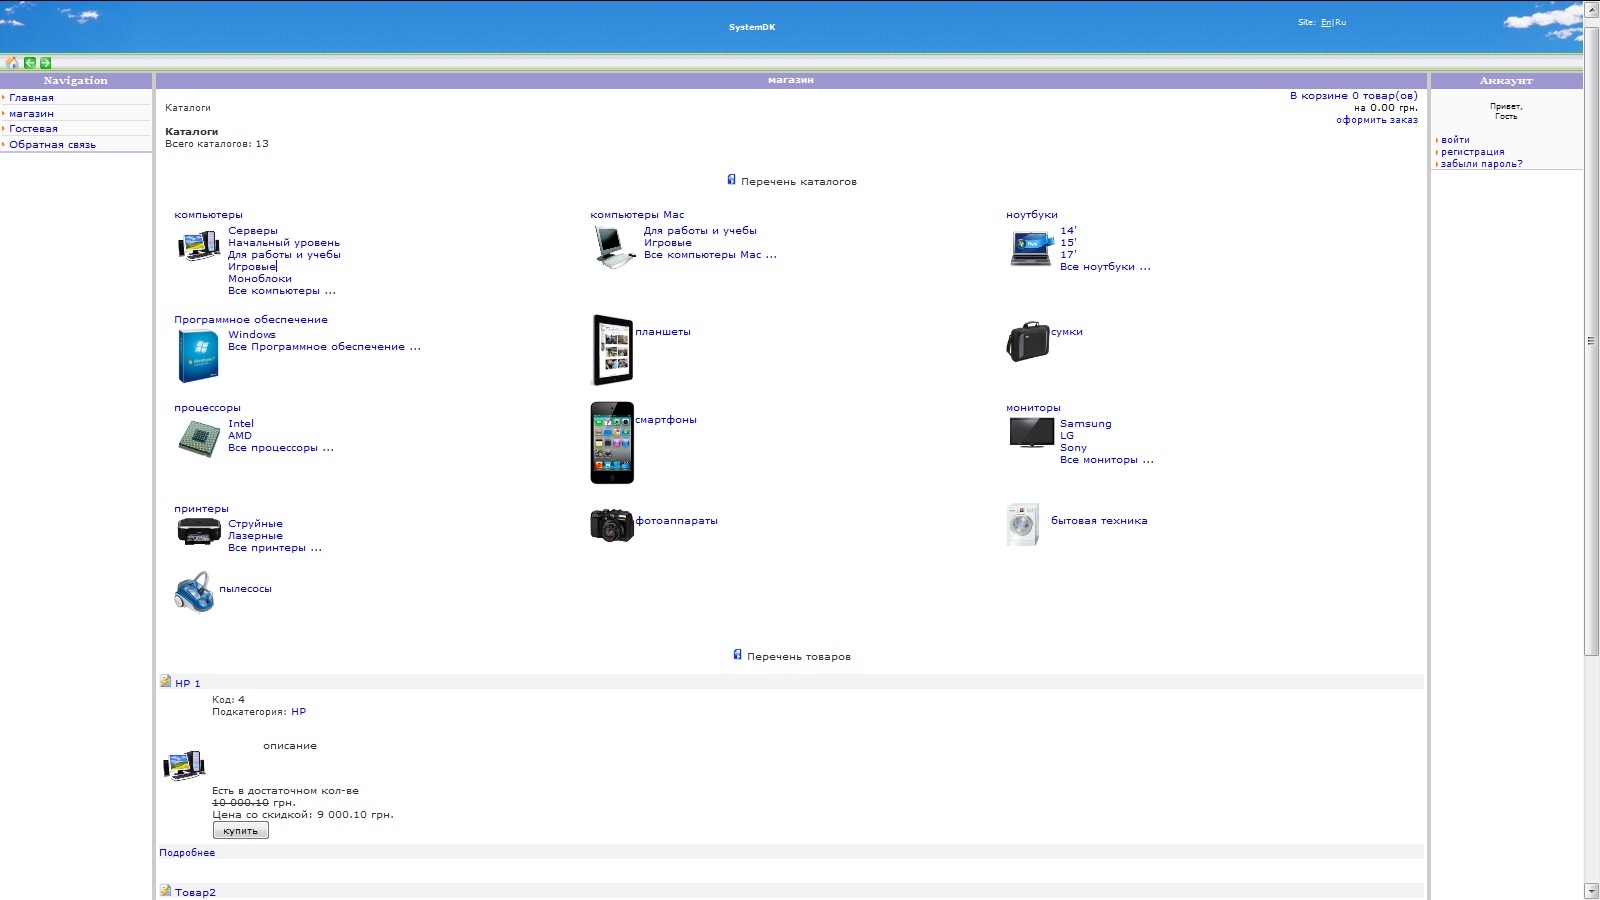 SystemDK
Site: En|Ru
Navigation
Главная
магазин
Гостевая
Обратная связь
магазин
В корзине 0 товар(ов)
на 0.00 грн.
оформить заказ
Каталоги
Каталоги
Всего каталогов: 13
Перечень каталогов
компьютеры
Серверы
Начальный уровень
Для работы и учебы
Игровые
Моноблоки
Все компьютеры ...
компьютеры Mac
Для работы и учебы
Игровые
Все компьютеры Mac ...
ноутбуки
14'
15'
17'
Все ноутбуки ...
Программное обеспечение
Windows
Все Программное обеспечение ...
планшеты
сумки
процессоры
Intel
AMD
Все процессоры ...
смартфоны
мониторы
Samsung
LG
Sony
Все мониторы ...
принтеры
Струйные
Лазерные
Все принтеры ...
фотоаппараты
бытовая техника
пылесосы
Перечень товаров
HP 1
Код: 4
Подкатегория: HP
описание
Есть в достаточном кол-ве
10 000.10 грн.
Цена со скидкой: 9 000.10 грн.
купить
Подробнее
Товар2
Аккаунт
Привет,
Гость
войти
регистрация
забыли пароль?